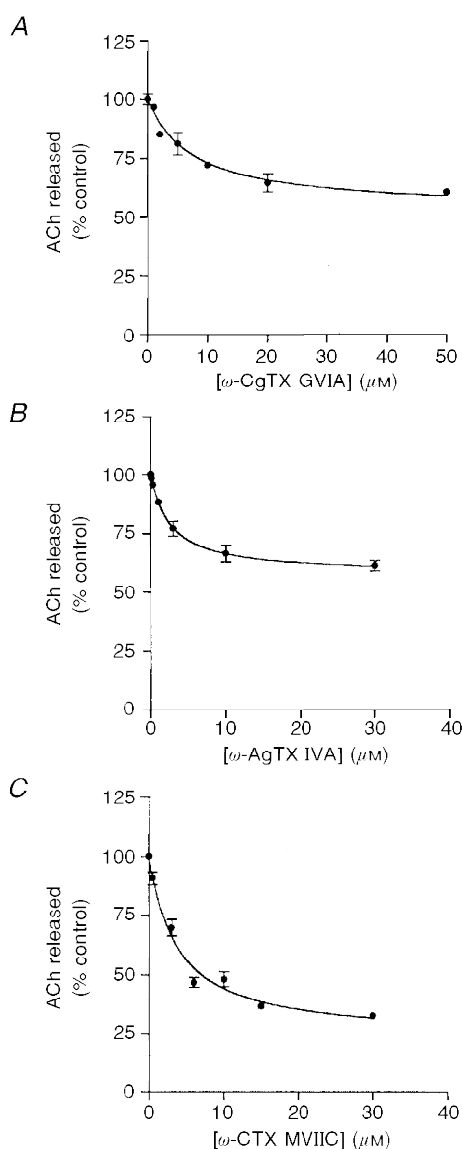 A
125
100
75
50
25
0
ACh released
(% control)
0 10 20 30 40 50
[ω-CgTX GVIA] (μM)
B
125
100
75
50
25
0
ACh released
(% control)
0 10 20 30 40
[ω-AgTX IVA] (μM)
C
125
100
75
50
25
0
ACh released
(% control)
0 10 20 30 40
[ω-CTX MVIIC] (μM)